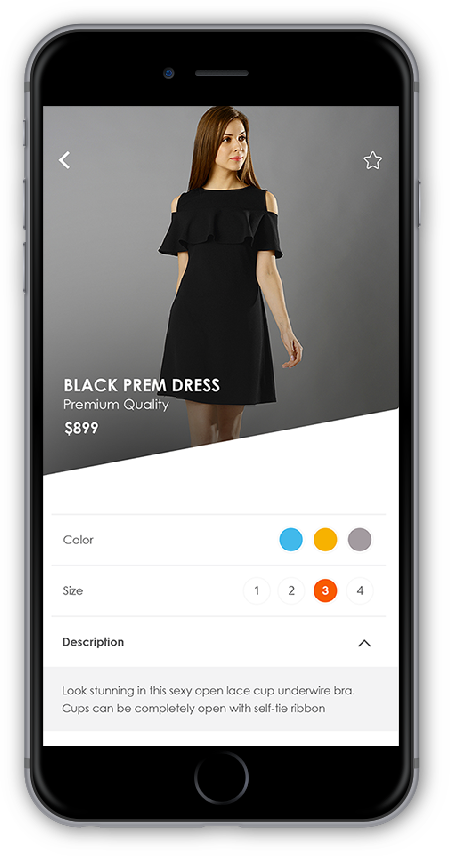 BLACK PREM DRESS
Premium Quality
$899
Color
Size 1 2 3 4
Description
Look stunning in this sexy open lace cup underwire bra
Cups can be completely open with self-tie ribbon